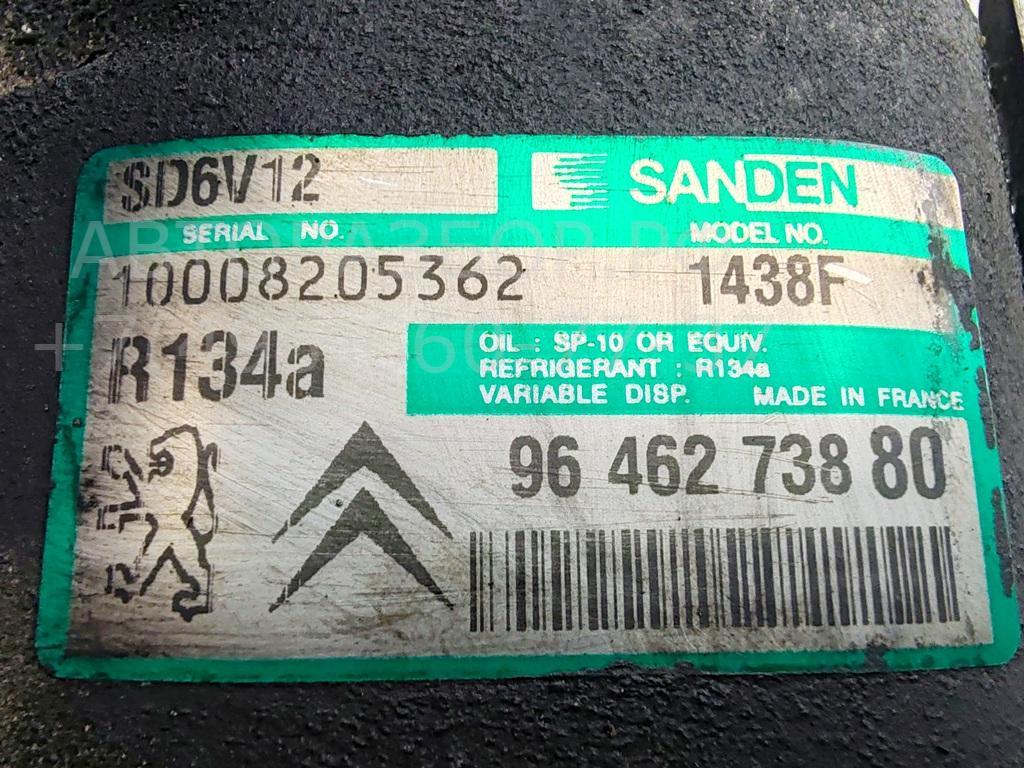 SD6V12
SANDEN
SERIAL NO.
MODEL NO.
10008205362
1438F
R134a
OIL : SP-10 OR EQUIV.
REFRIGERANT : R134a
VARIABLE DISP. MADE IN FRANCE
96 462 738 80